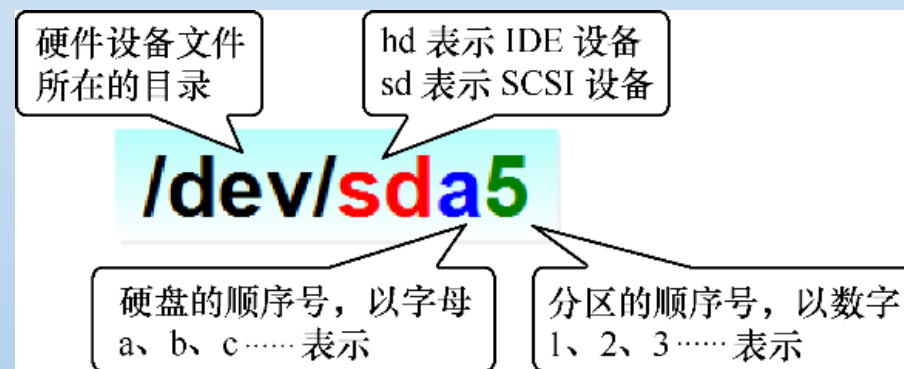 硬件设备文件
所在的目录
hd 表示 IDE 设备
sd 表示 SCSI 设备
/dev/sda5
硬盘的顺序号，以字母
a、b、c…… 表示
分区的顺序号，以数字
1、2、3…… 表示